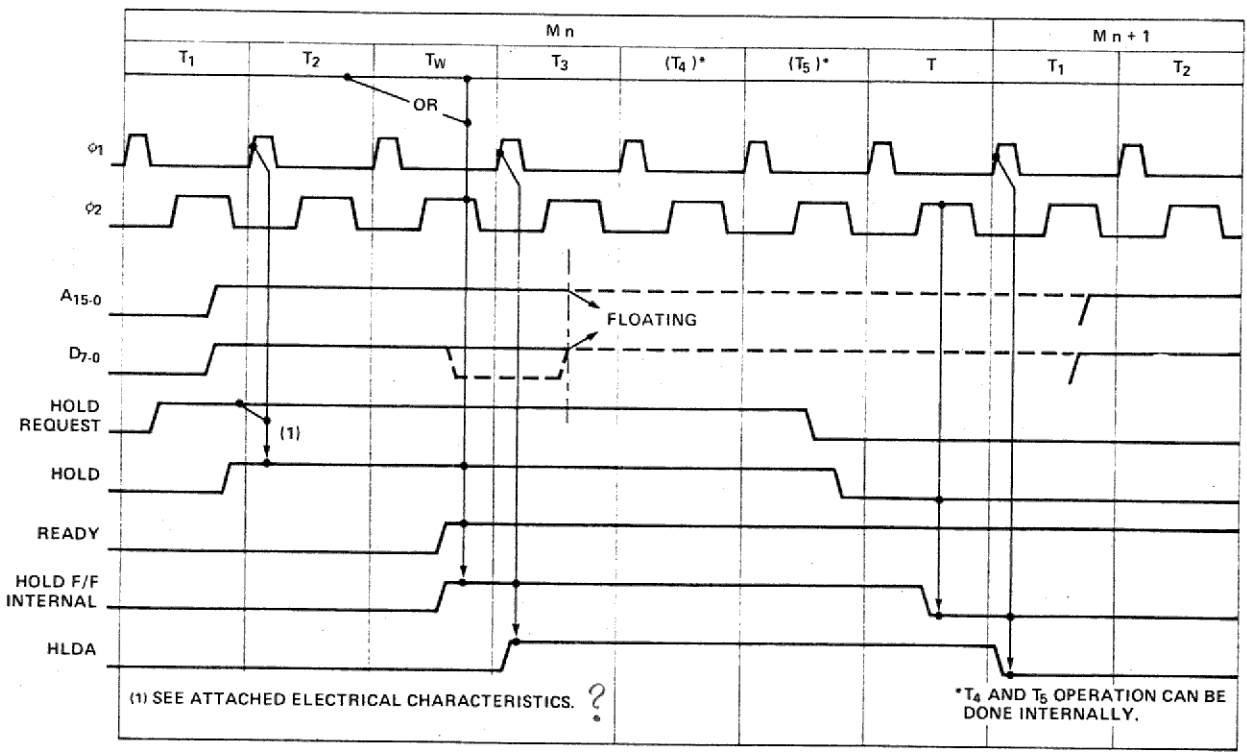 M n
M n + 1
T1
T2
TW
T3
(T4)*
(T5)*
T
T1
T2
OR
φ1
φ2
A15-0
FLOATING
D7-0
HOLD
REQUEST
(1)
HOLD
READY
HOLD F/F
INTERNAL
HLDA
(1) SEE ATTACHED ELECTRICAL CHARACTERISTICS. ?
*T4 AND T5 OPERATION CAN BE
DONE INTERNALLY.